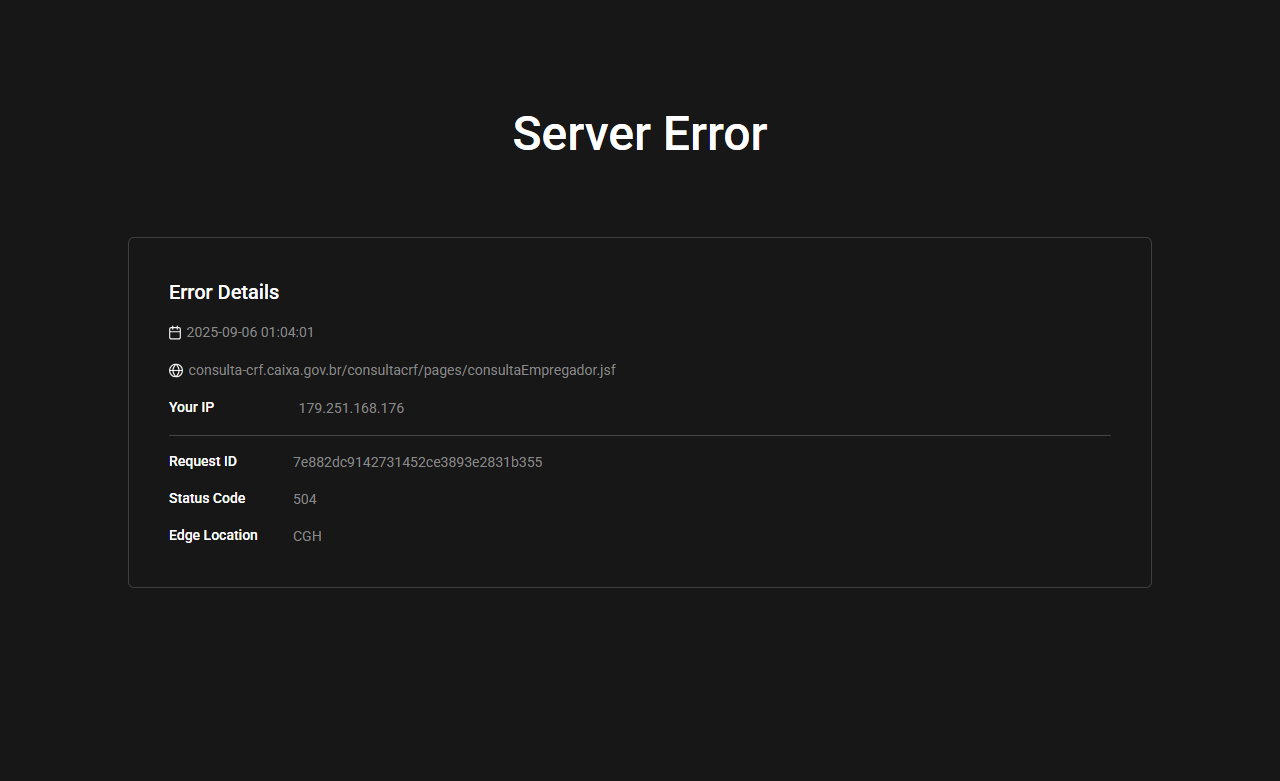 Server Error
Error Details
2025-09-06 01:04:01
consulta-crf.caixa.gov.br/consultacrf/pages/consultaEmpregador.jsf
Your IP 179.251.168.176
Request ID 7e882dc9142731452ce3893e2831b355
Status Code 504
Edge Location CGH